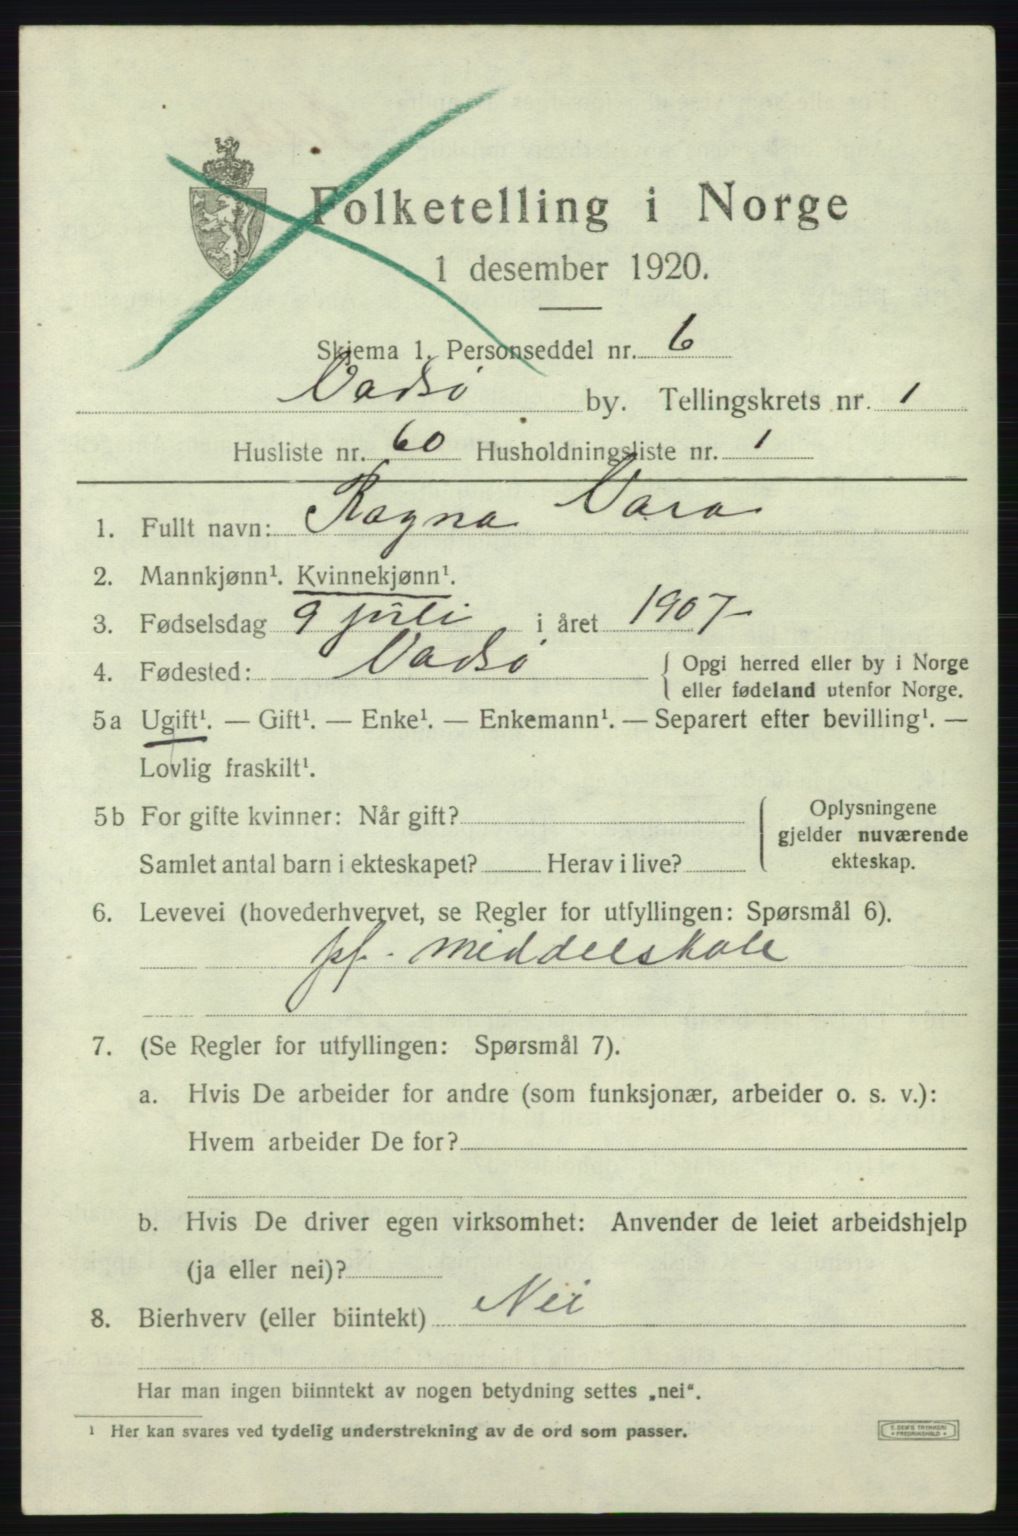 Folketelling i Norge
1 desember 1920.
Skjema 1. Personseddel nr. 6
Vadsø by. Tellingskrets nr. 1
Husliste nr. 60 Husholdningsliste nr. 1
1. Fullt navn: Ragna Vara
2. Mannkjønn¹. Kvinnekjønn¹.
3. Fødselsdag 9 juli i året 1907
4. Fødested: Vadsø
Opgi herred eller by i Norge
eller fødeland utenfor Norge.
5a Ugift¹. — Gift¹. — Enke¹. — Enkemann¹. — Separert efter bevilling¹. —
Lovlig fraskilt¹.
5b For gifte kvinner: Når gift?
Samlet antal barn i ekteskapet? Herav i live?
Oplysningene
gjelder nuværende
ekteskap.
6. Levevei (hovederhvervet, se Regler for utfyllingen: Spørsmål 6).
middelskole
7. (Se Regler for utfyllingen: Spørsmål 7).
a. Hvis De arbeider for andre (som funksjonær, arbeider o. s. v.):
Hvem arbeider De for?
b. Hvis De driver egen virksomhet: Anvender de leiet arbeidshjelp
(ja eller nei)?
8. Bierhverv (eller biintekt) Nei
Har man ingen biinntekt av nogen betydning settes „nei“.
¹ Her kan svares ved tydelig understrekning av de ord som passer.